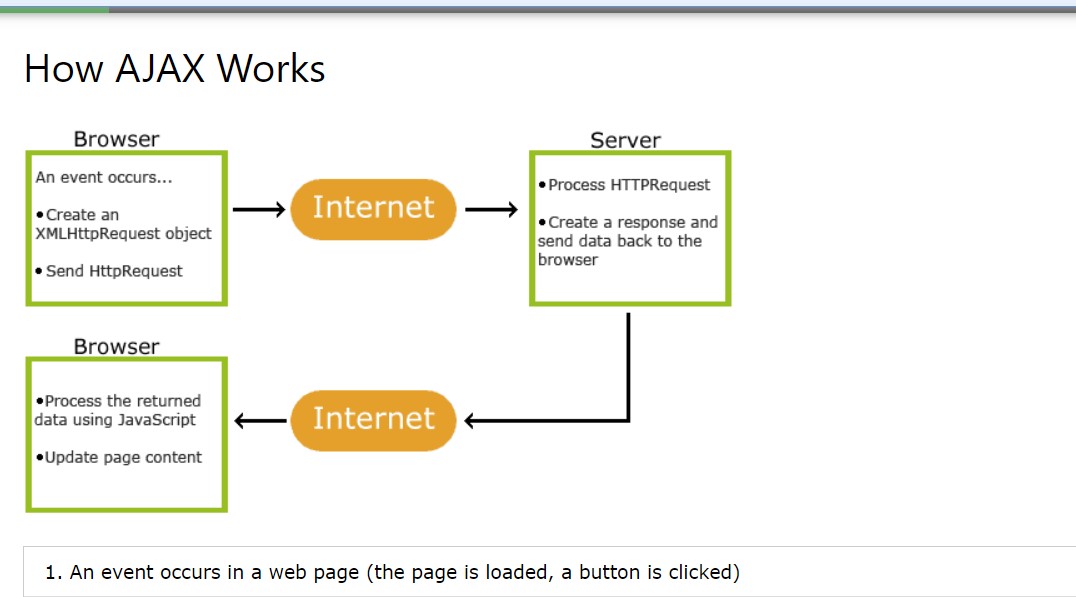 How AJAX Works
Browser
An event occurs...
•Create an
XMLHttpRequest object
•Send HttpRequest
Internet
Server
•Process HTTPRequest
•Create a response and
send data back to the
browser
Browser
•Process the returned
data using JavaScript
•Update page content
Internet
1. An event occurs in a web page (the page is loaded, a button is clicked)